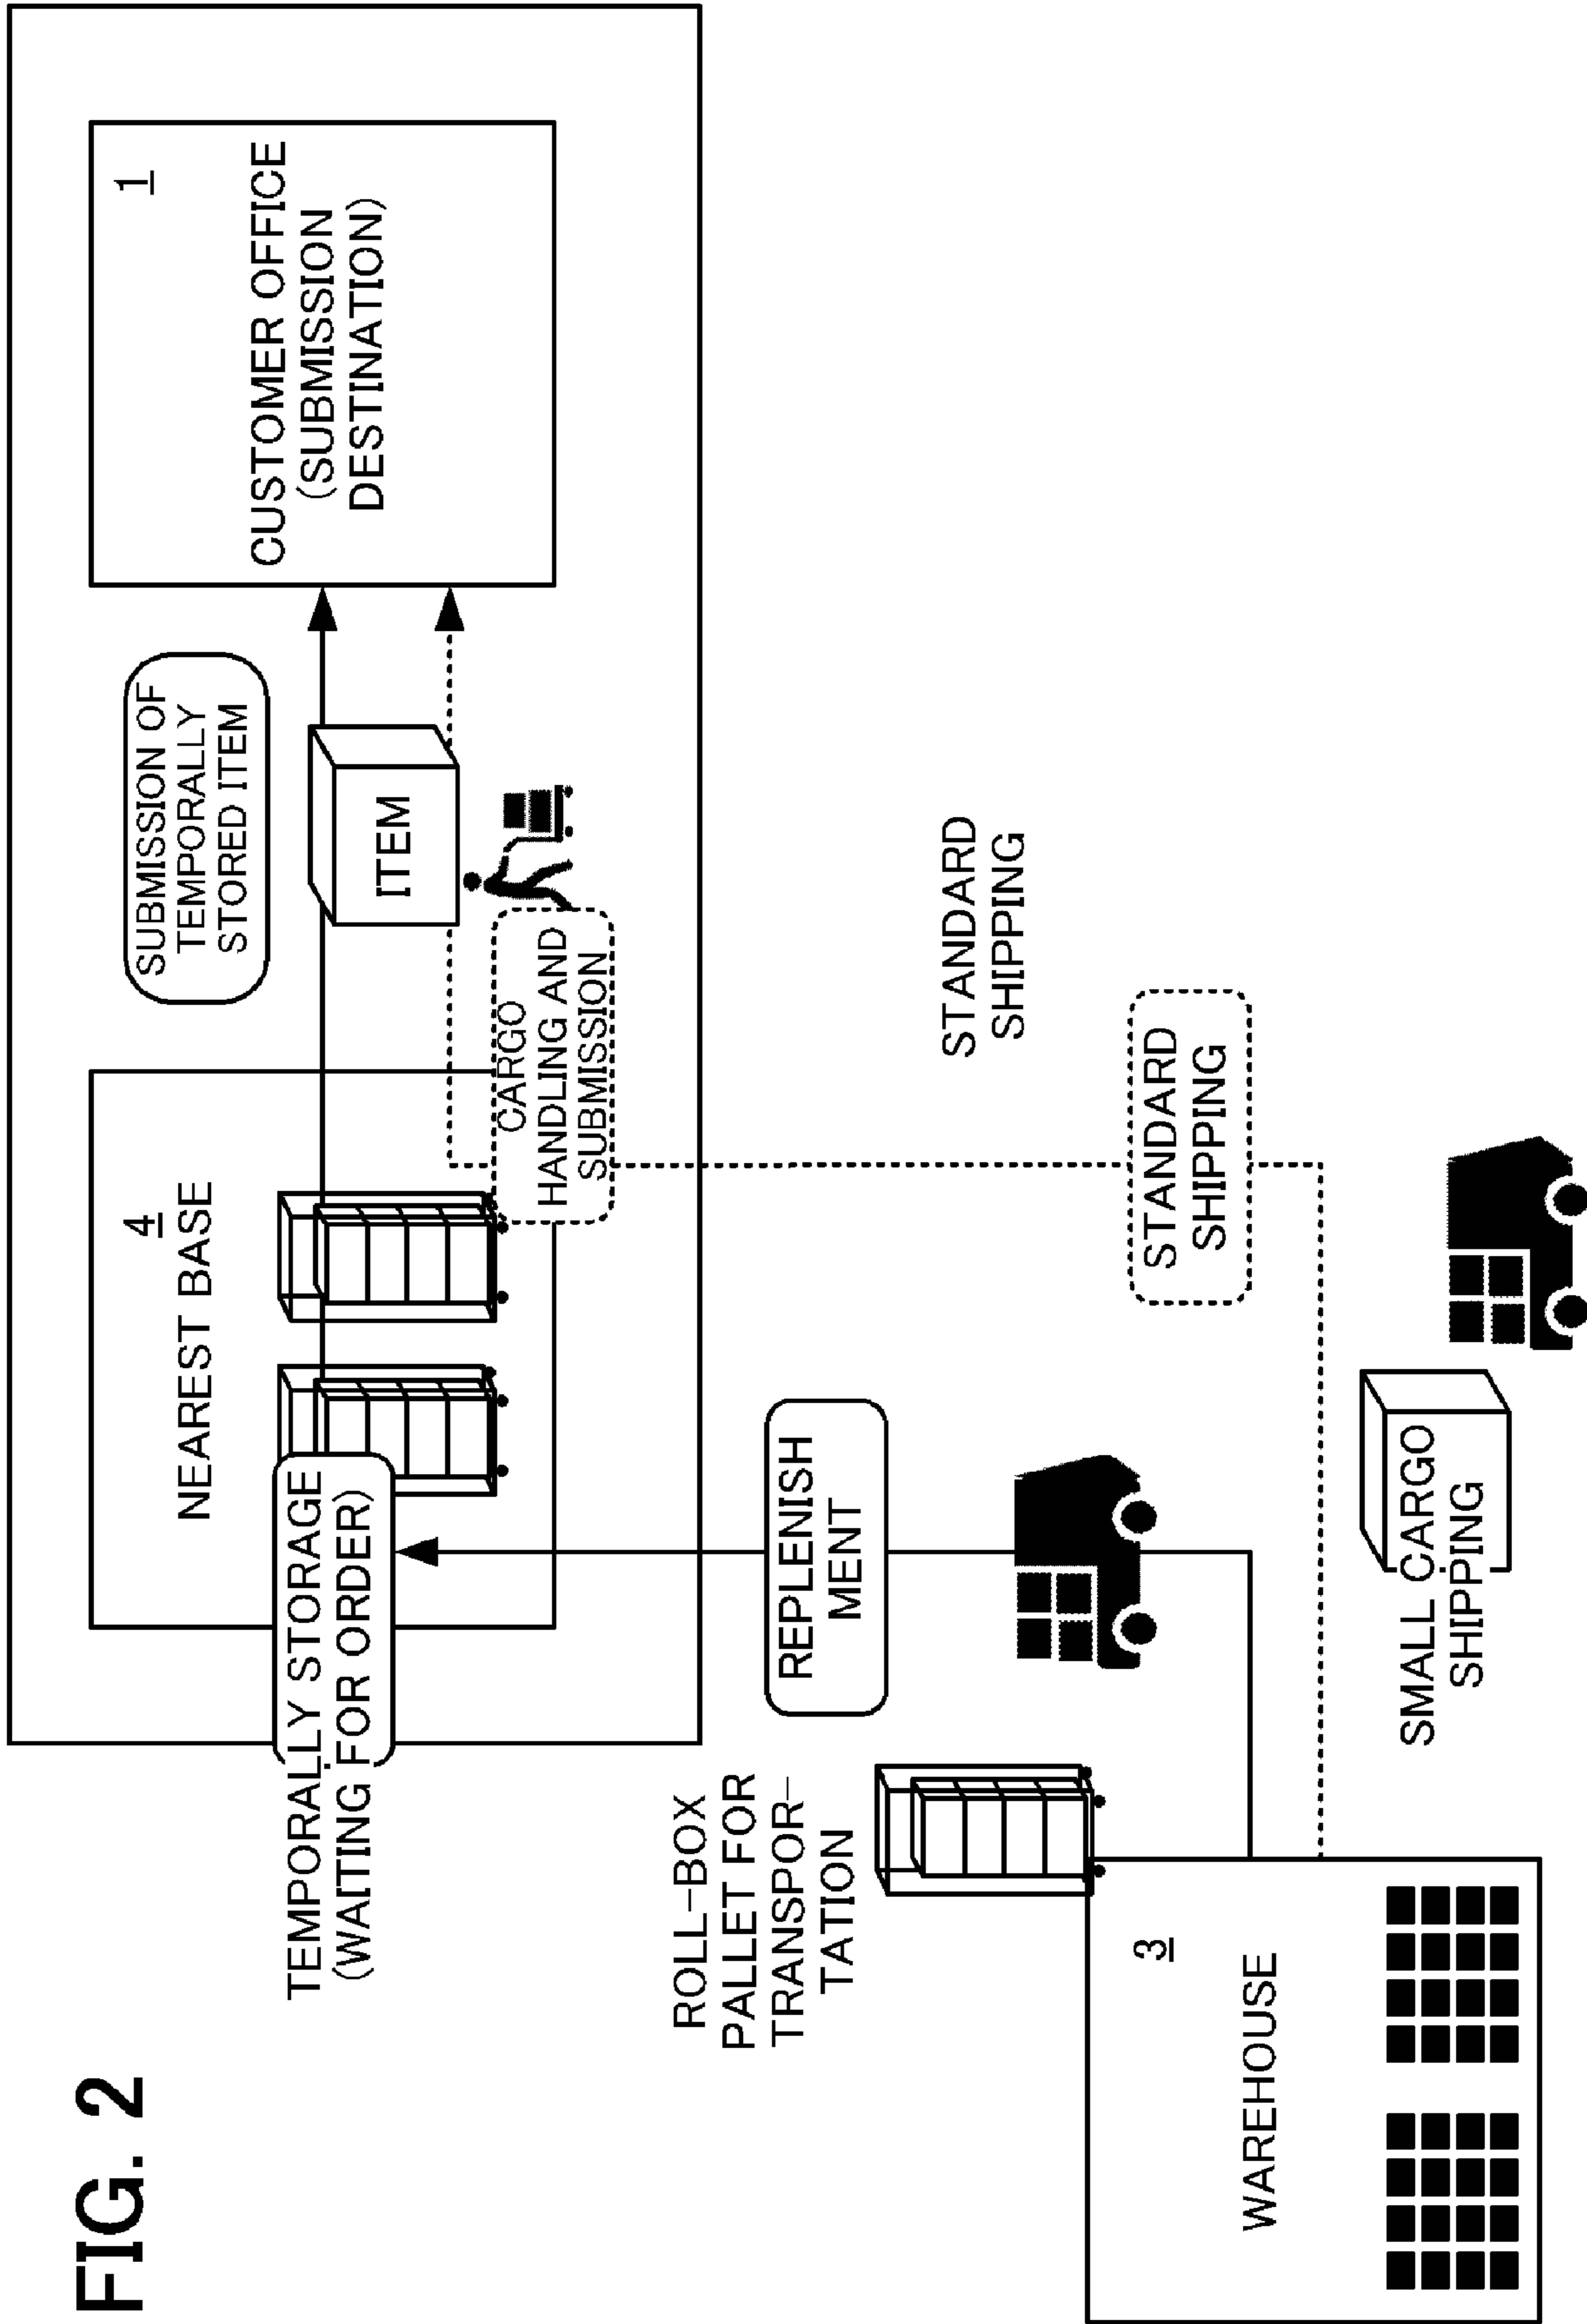 FIG. 2
4
NEAREST BASE
TEMPORALLY STORAGE
(WAITING FOR ORDER)
SUBMISSION OF
TEMPORALLY
STORED ITEM
ITEM
1
CUSTOMER OFFICE
(SUBMISSION
DESTINATION)
CARGO
HANDLING AND
SUBMISSION
ROLL-BOX
PALLET FOR
TRANSPOR-
TATION
REPLENISH
MENT
STANDARD
SHIPPING
STANDARD
SHIPPING
3
WAREHOUSE
SMALL CARGO
SHIPPING